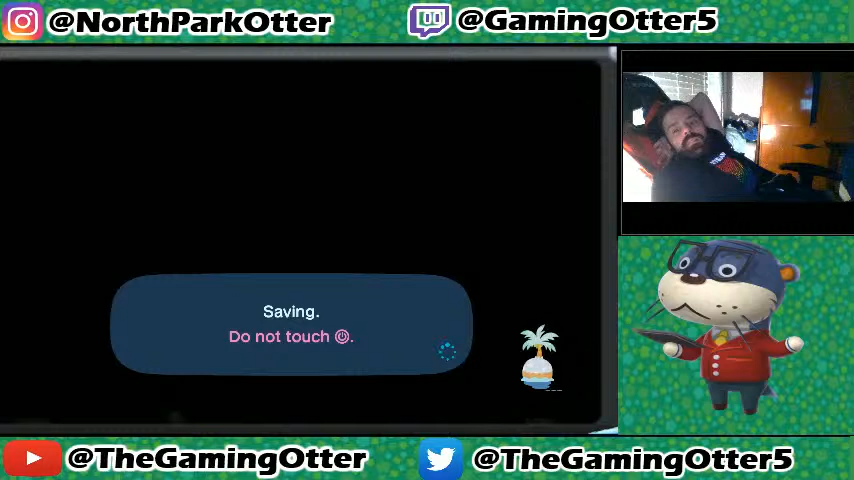 @NorthParkOtter
@GamingOtter5
Saving.
Do not touch
@TheGamingOtter
@TheGamingOtter5